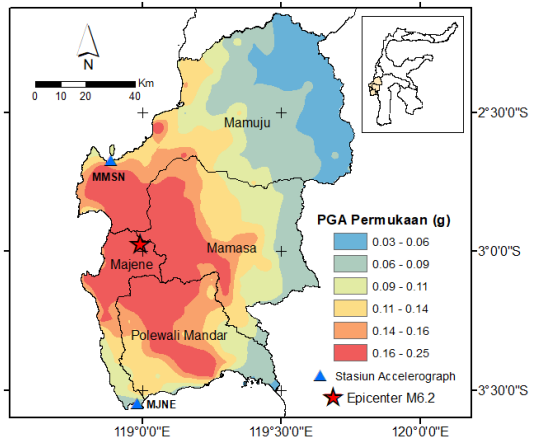 N
Km
0 10 20 40
Mamuju
MMSN
Mamasa
Majene
Polewali Mandar
MJNE
2°30'0"S
3°0'0"S
3°30'0"S
119°0'0"E
119°30'0"E
120°0'0"E
PGA Permukaan (g)
0.03 - 0.06
0.06 - 0.09
0.09 - 0.11
0.11 - 0.14
0.14 - 0.16
0.16 - 0.25
Stasiun Accelerograph
Epicenter M6.2